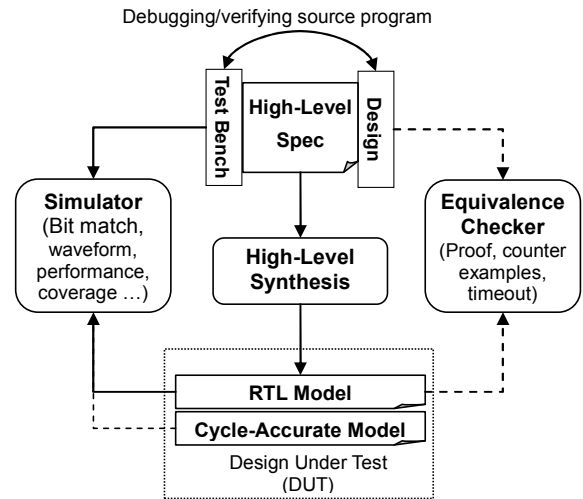 Debugging/verifying source program
Test Bench
High-Level
Spec
Design
Simulator
(Bit match,
waveform,
performance,
coverage …)
High-Level
Synthesis
Equivalence
Checker
(Proof, counter
examples,
timeout)
RTL Model
Cycle-Accurate Model
Design Under Test
(DUT)